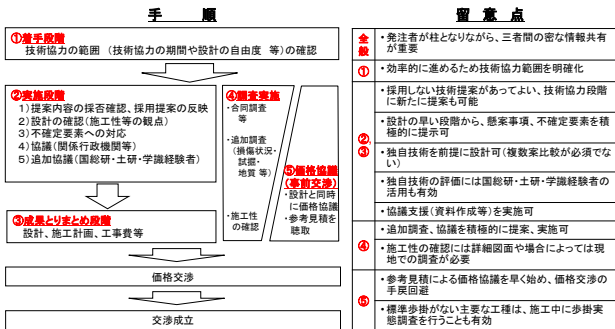 手　順
①着手段階
技術協力の範囲（技術協力の期間や設計の自由度　等）の確認
②実施段階
1）提案内容の採否確認、採用提案の反映
2）設計の確認（施工性等の観点）
3）不確定要素への対応
4）協議（関係行政機関等）
5）追加協議（国総研・土研・学識経験者）
③成果とりまとめ段階
設計、施工計画、工事費等
④調査実施
・合同調査
等
・追加調査
（損傷状況・
試掘・
地質 等）
・施工性
の確認
⑤価格協議
（事前交渉）
・設計と同時
に価格協議
・参考見積を
聴取
価格交渉
交渉成立
留 意 点
全
般
・発注者が柱となりながら、三者間の密な情報共有
が重要
①
・効率的に進めるため技術協力範囲を明確化
②,
③
・採用しない技術提案があってよい、技術協力段階
に新たに提案も可能
・設計の早い段階から、懸案事項、不確定要素を積
極的に提示可
・独自技術を前提に設計可（複数案比較が必須でな
い）
・独自技術の評価には国総研・土研・学識経験者の
活用も有効
・協議支援（資料作成等）を実施可
④
・追加調査、協議を積極的に提案、実施可
・施工性の確認には詳細図面や場合によっては現
地での調査が必要
⑤
・参考見積による価格協議を早く始め、価格交渉の
手戻回避
・標準歩掛がない主要な工種は、施工中に歩掛実
態調査を行うことも有効